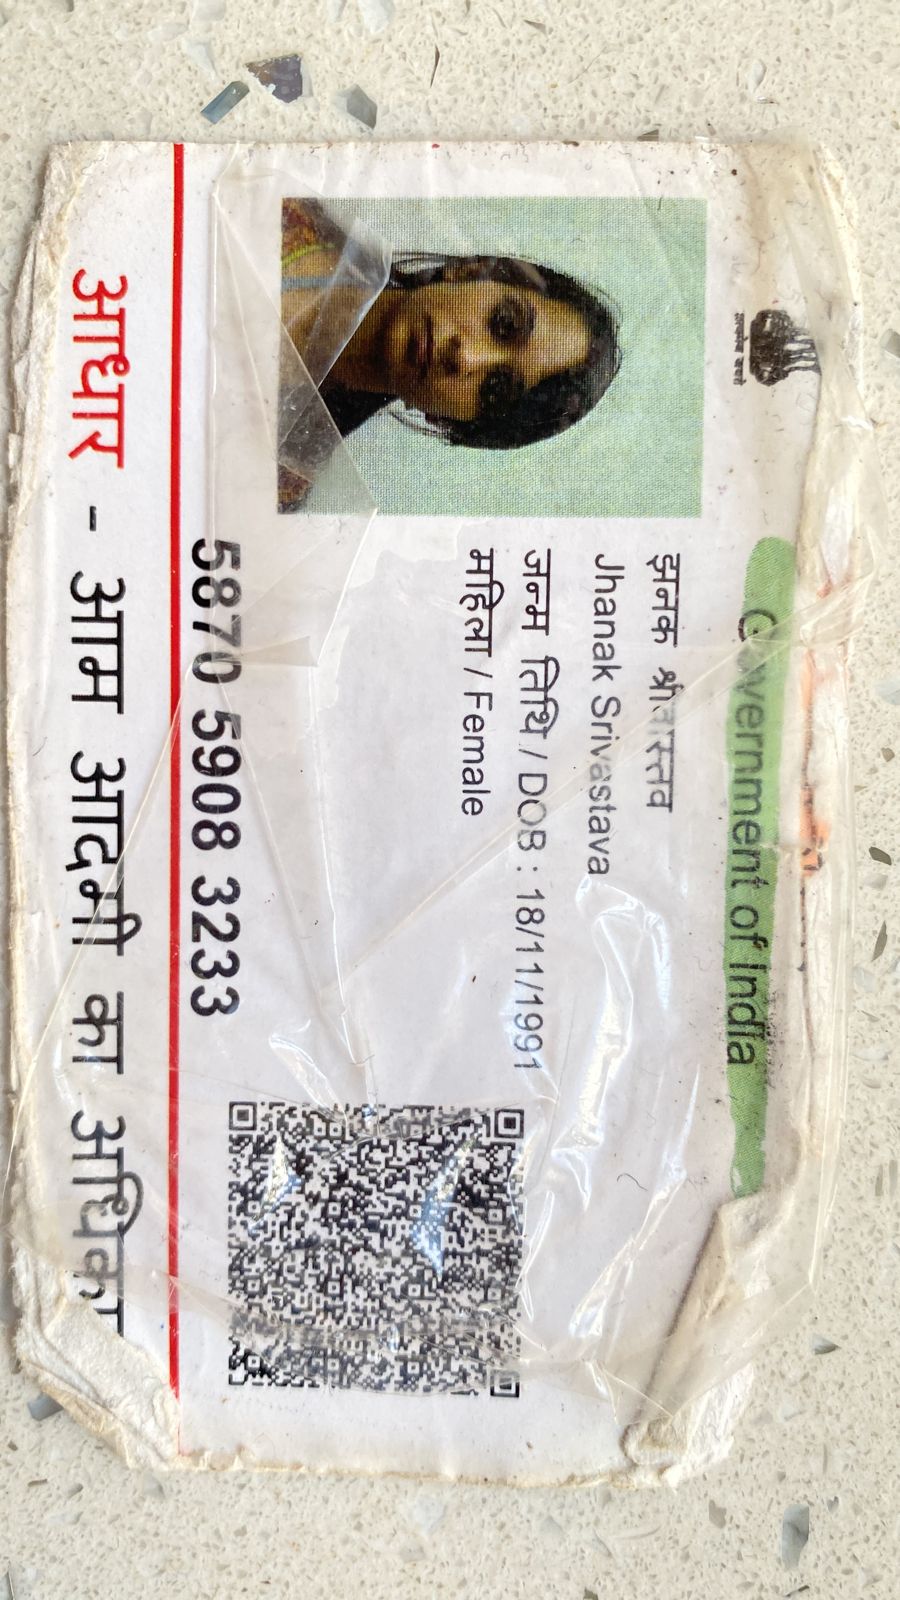 Government of India
झनक श्रीवास्तव
Jhanak Srivastava
जन्म तिथि / DOB : 18/11/1991
महिला / Female
5870 5908 3233
आधार - आम आदमी का अधिकार